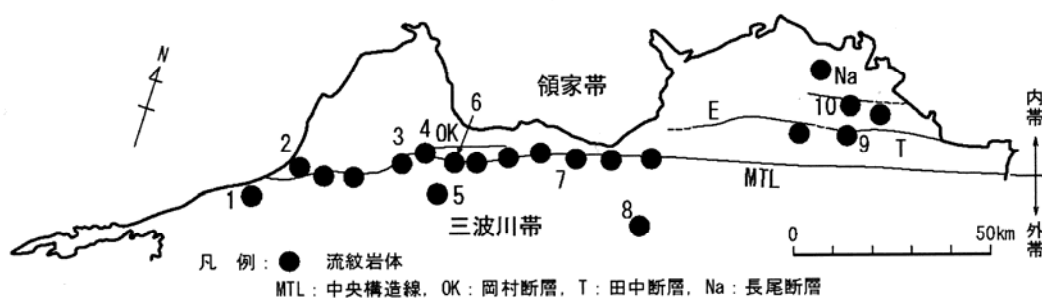 N
領家帯
Na
10
内帯
6
E
2
3
4
OK
9
T
7
MTL
1
5
三波川帯
8
0
50km
外帯
凡 例 : ● 流紋岩体
MTL : 中央構造線, OK : 岡村断層, T : 田中断層, Na : 長尾断層